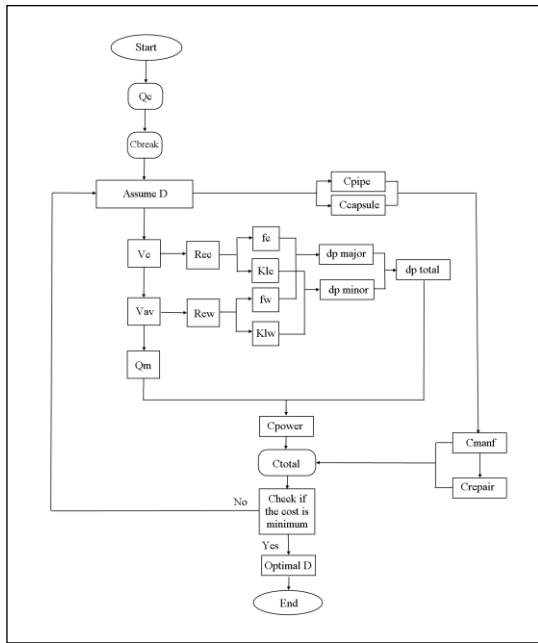 Start
Qc
Cbreak
Assume D
Cpipe
Ccapsule
Vc
Rec
fc
Klc
dp major
dp total
dp minor
Vav
Rew
fw
Klw
Qm
Cpower
Cmanf
Ctotal
Crepair
No
Check if
the cost is
minimum
Yes
Optimal D
End